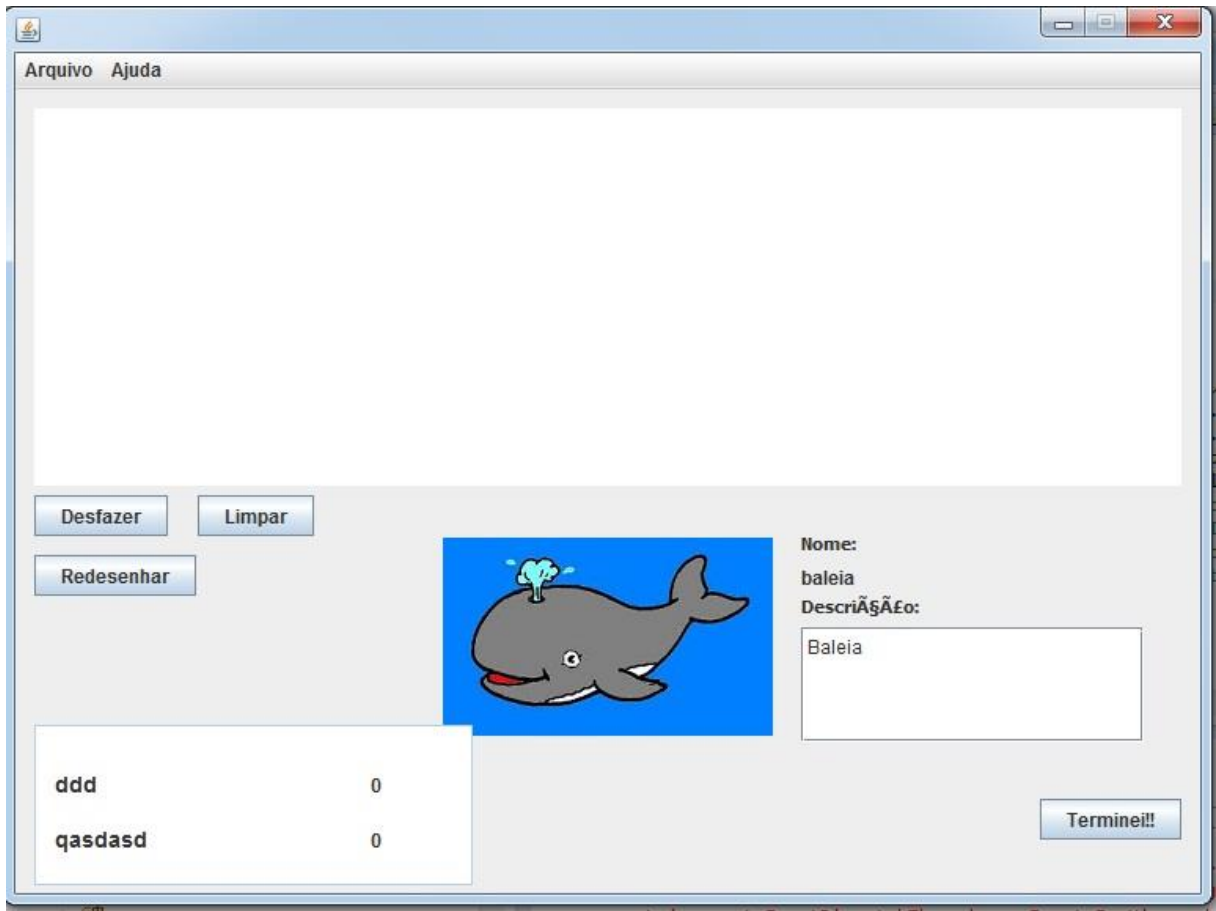 Arquivo Ajuda
Desfazer Limpar
Redesenhar
Nome:
baleia
DescriÃ§Ã£o:
Baleia
ddd 0
qasdasd 0
Terminei!!